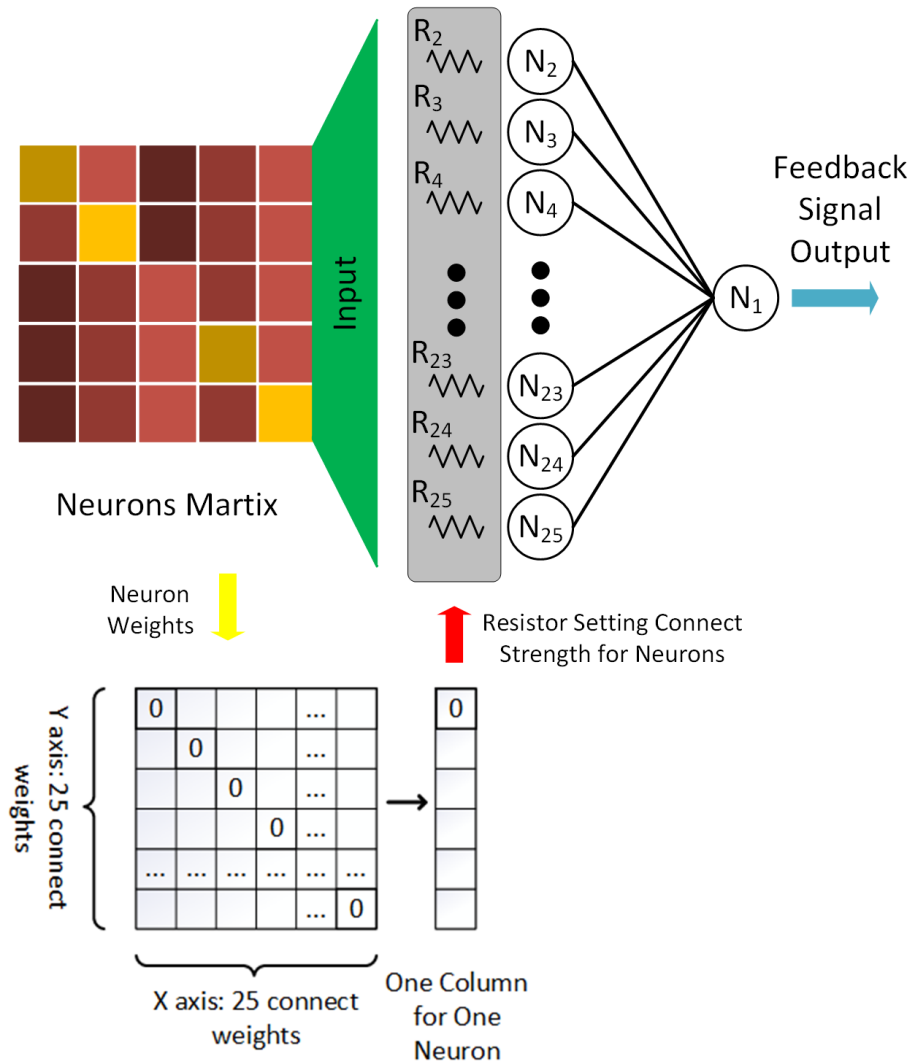 R2
N2
R3
N3
R4
N4
Input
Feedback
Signal
Output
N1
R23
N23
R24
N24
R25
N25
Neurons Martix
Neuron
Weights
Resistor Setting Connect
Strength for Neurons
Y axis: 25 connect
weights
0 ...
0 ...
0 ...
0 ...
... ... ... ... ... ...
... 0
0
X axis: 25 connect
weights
One Column
for One
Neuron